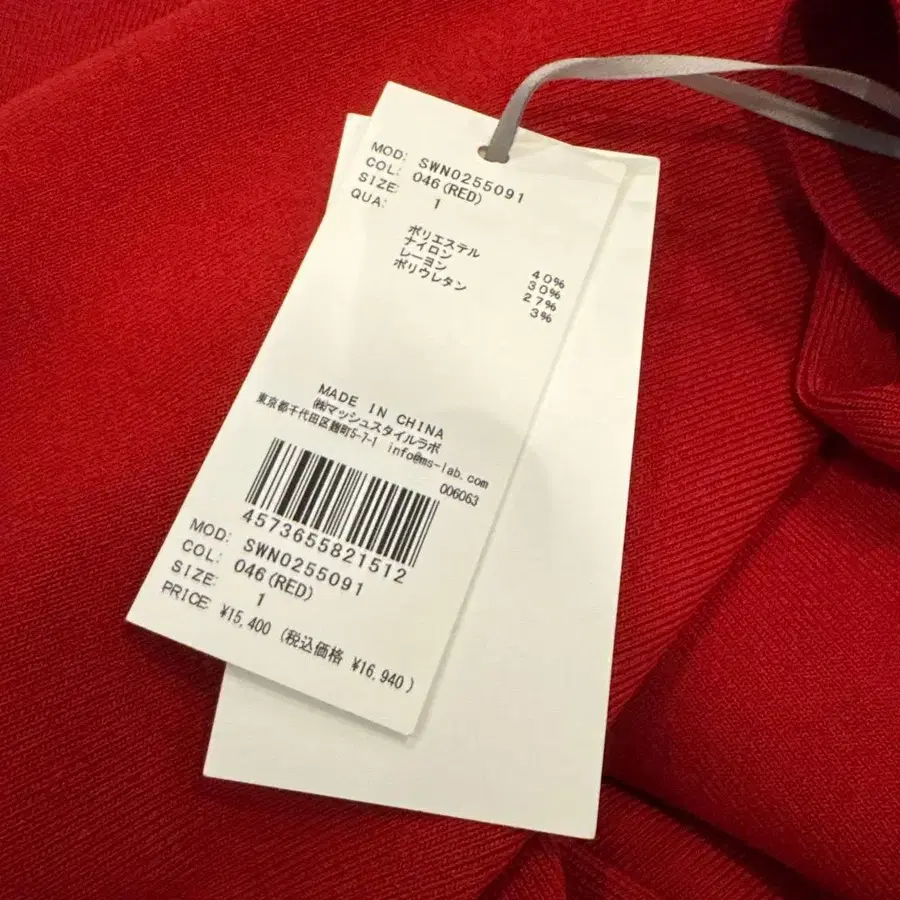 MOD: SWN0255091
COL: 046(RED)
SIZE: 1
QUA:
ポリエステル 40%
ナイロン 30%
レーヨン 27%
ポリウレタン 3%
MADE IN CHINA
㈱マッシュスタイルラボ
東京都千代田区麹町5-7-1 info@ms-lab.com
006063
4573655821512
MOD: SWN0255091
COL: 046(RED)
SIZE: 1
PRICE: ¥15,400 (税込価格 ¥16,940)